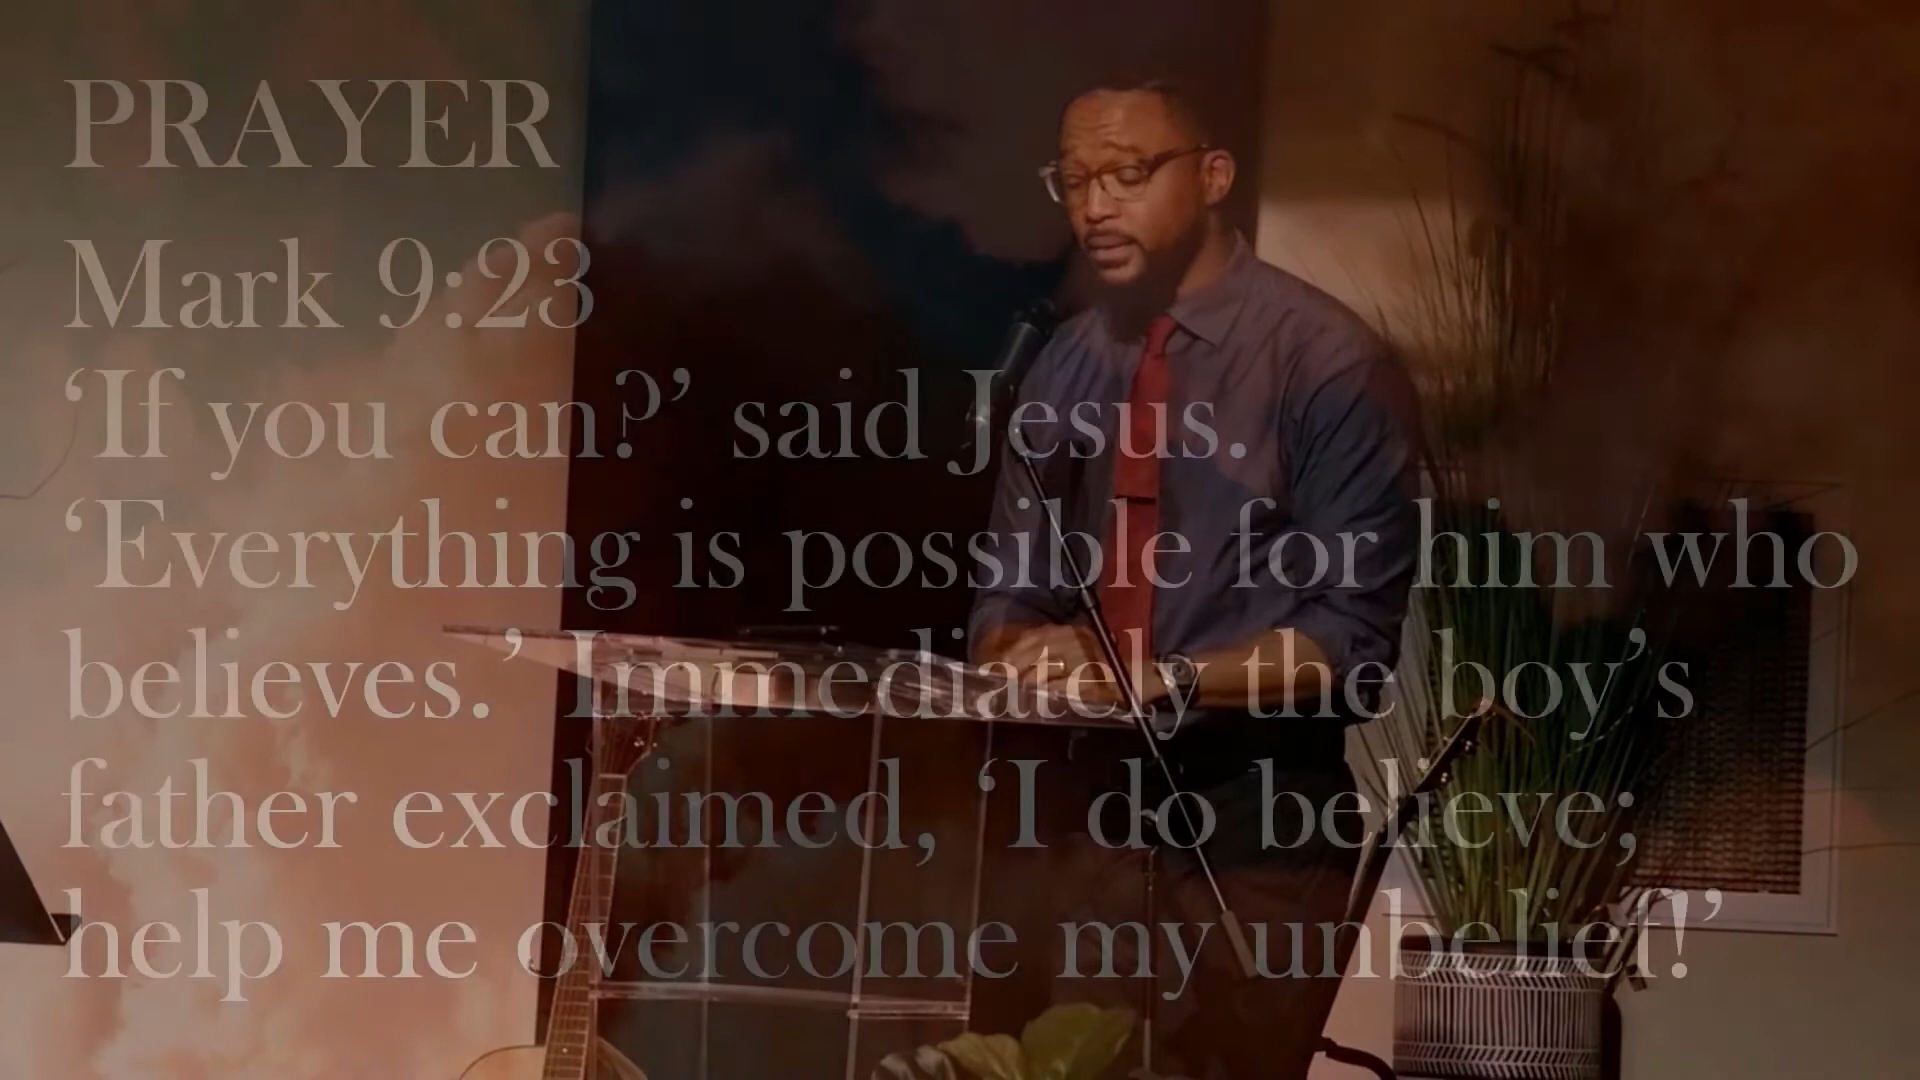 PRAYER
Mark 9:23
‘If you can?’ said Jesus.
‘Everything is possible for him who
believes.’ Immediately the boy’s
father exclaimed, ‘I do believe;
help me overcome my unbelief!’